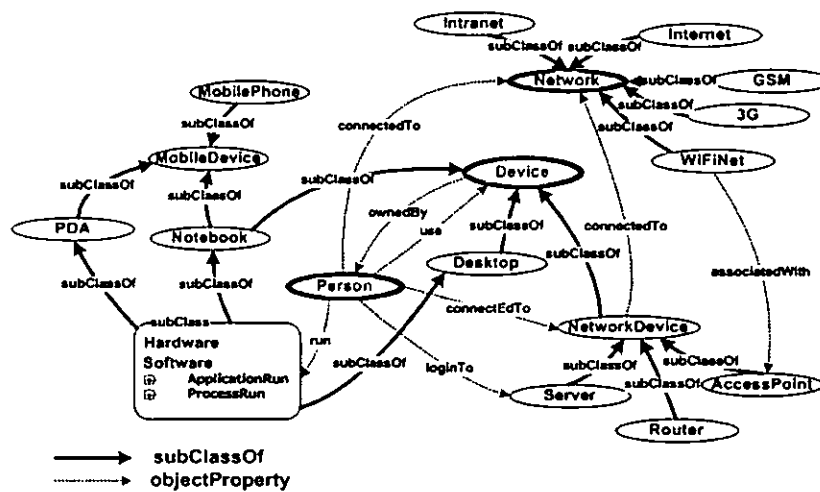 Intranet
Internet
subClassOf
subClassOf
Network
subClassOf
GSM
MobilePhone
subClassOf
3G
subClassOf
connectedTo
subClassOf
WiFiNet
MobileDevice
Device
subClassOf
subClassOf
subClassOf
ownedBy
subClassOf
connectedTo
PDA
Notebook
use
Desktop
subClassOf
associatedWith
subClassOf
subClassOf
Person
subClass
connectEdTo
NetworkDevice
Hardware
run
subClassOf
Software
subClassOf
subClassOf
ApplicationRun
loginTo
subClassOf
AccessPoint
ProcessRun
Server
Router
subClassOf
objectProperty